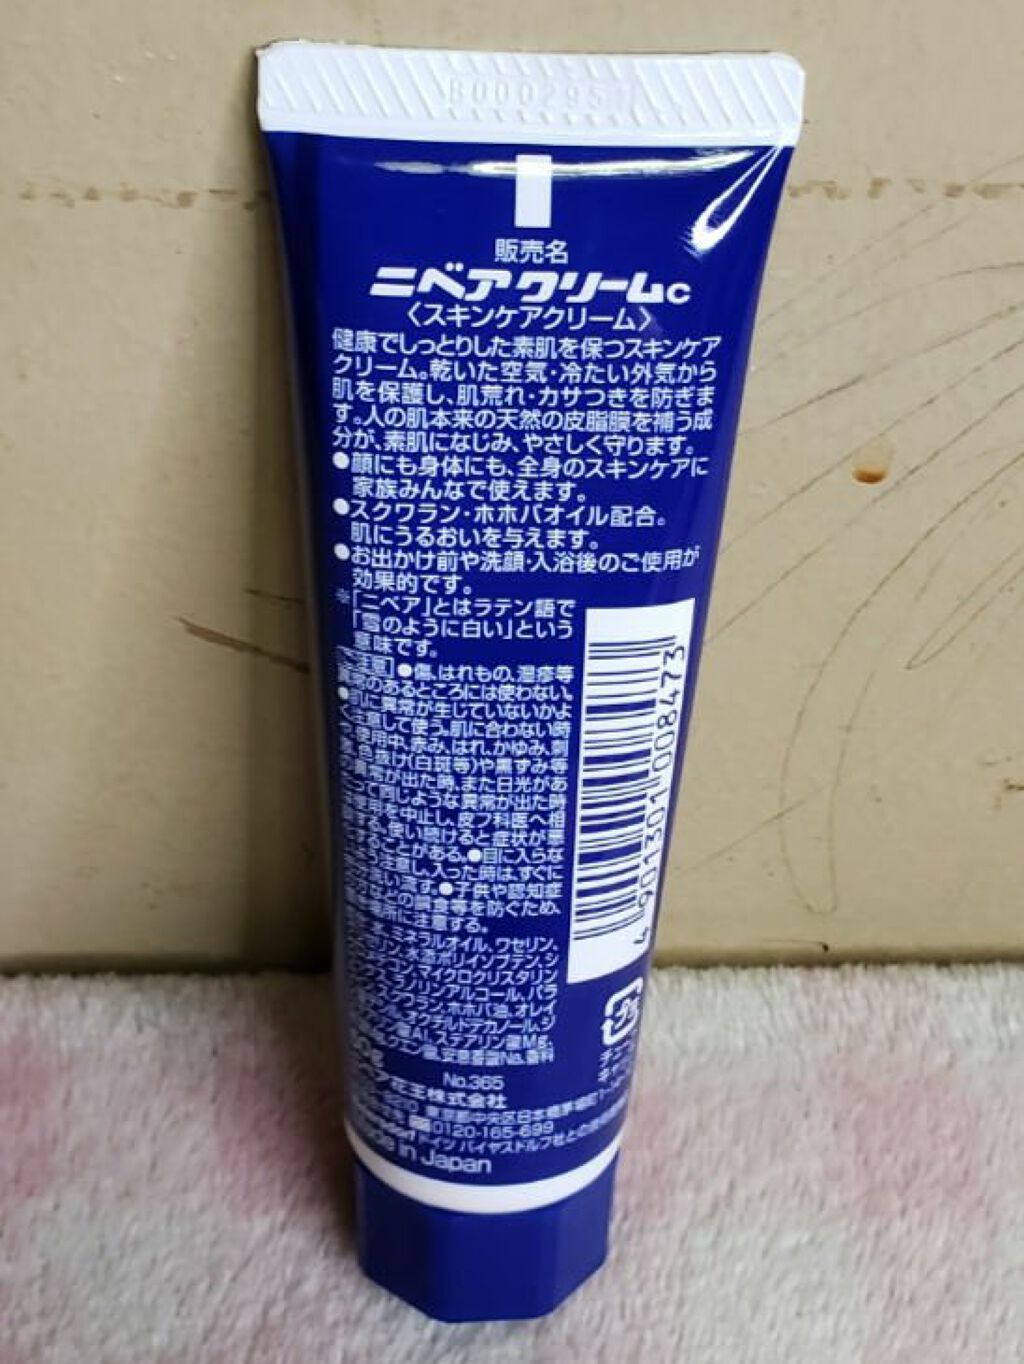 販売名
ニベアクリームc
〈スキンケアクリーム〉
健康でしっとりした素肌を保つスキンケア
クリーム。乾いた空気・冷たい外気から
肌を保護し、肌荒れ・カサつきを防ぎま
す。人の肌本来の天然の皮脂膜を補う成
分が、素肌になじみ、やさしく守ります。
●顔にも身体にも、全身のスキンケアに
家族みんなで使えます。
●スクワラン・ホホバオイル配合。
肌にうるおいを与えます。
●お出かけ前や洗顔・入浴後のご使用が
効果的です。
※「ニベア」とはラテン語で
「雪のように白い」という
意味です。
●傷、はれもの、湿疹等
異常のあるところには使わない。
●肌に異常が生じていないかよ
く注意して使う。肌に合わない時
使用中、赤み、はれ、かゆみ、刺
色抜け(白斑等)や黒ずみ等
異常が出た時、また日光があ
たって同じような異常が出た時
使用を中止し、皮フ科医へ相
使い続けると症状が悪
することがある。●目に入らな
よう注意し、入った時は、すぐに
洗い流す。●子供や認知症
などの誤食等を防ぐため、
場所に注意する。
ミネラルオイル、ワセリン、
水添ポリイソブテン、シ
マイクロクリスタリン
ラノリンアルコール、パラ
スクワラン、ホホバ油、オレイ
オクチルドデカノール、ジ
ステアリン酸Mg、
クエン酸、安息香酸Na、香料
No.365
花王株式会社
東京都中央区日本橋茅場町
0120-165-699
ドイツ バイヤスドルフ社との
in Japan
4 901301 008473